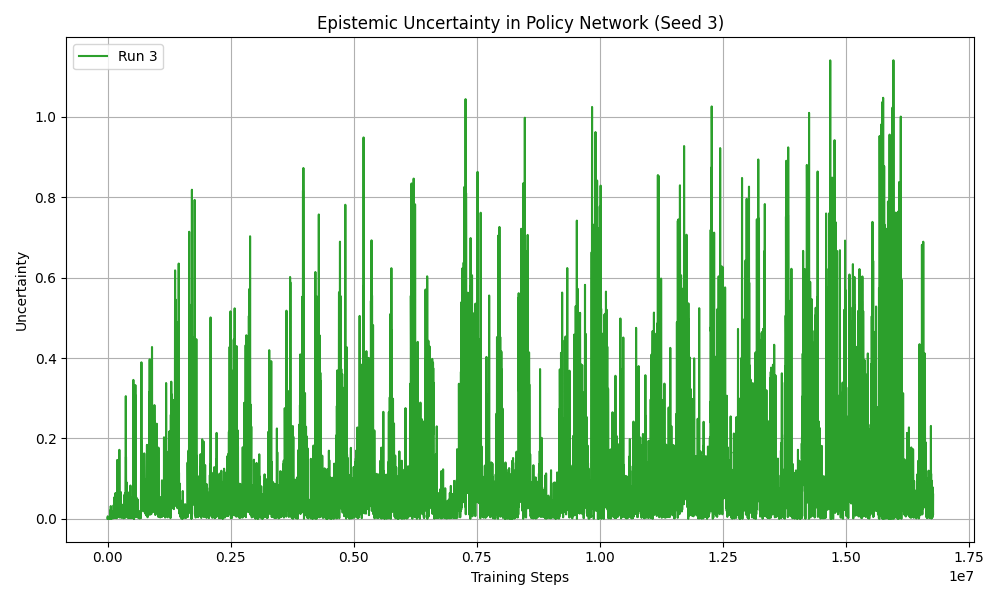 Epistemic Uncertainty in Policy Network (Seed 3)
Run 3
Uncertainty
1.0
0.8
0.6
0.4
0.2
0.0
0.00 0.25 0.50 0.75 1.00 1.25 1.50 1.75
1e7
Training Steps